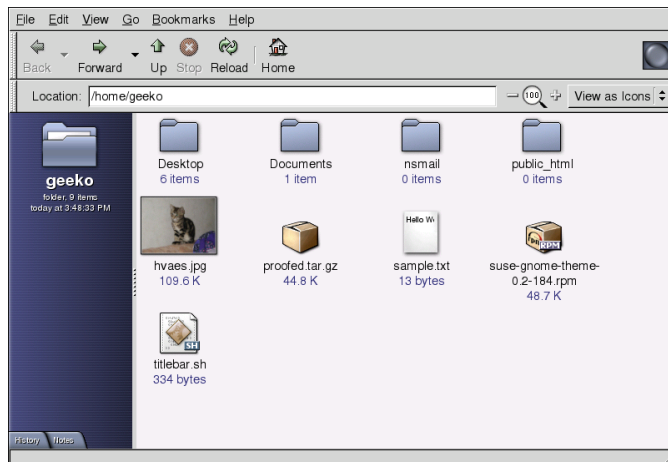 File Edit View Go Bookmarks Help
Back Forward Up Stop Reload Home
Location: /home/geeko 100 View as Icons
geeko
folder, 9 items
today at 3:48:33 PM
Desktop
6 items
Documents
1 item
nsmail
0 items
public_html
0 items
hvaes.jpg
109.6 K
proofed.tar.gz
44.8 K
Hello W
sample.txt
13 bytes
RPM
suse-gnome-theme-
0.2-184.rpm
48.7 K
SH
titlebar.sh
334 bytes
History Notes